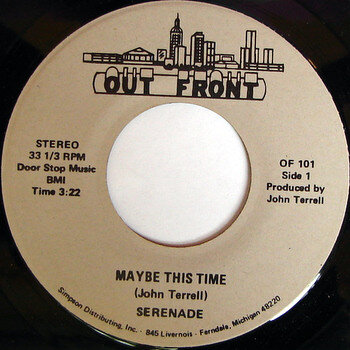 OUT FRONT
STEREO
33 1/3 RPM
Door Stop Music
BMI
Time 3:22
OF 101
Side 1
Produced by
John Terrell
MAYBE THIS TIME
(John Terrell)
SERENADE
Simpson Distributing, Inc. - 845 Livernois - Ferndale, Michigan 48220